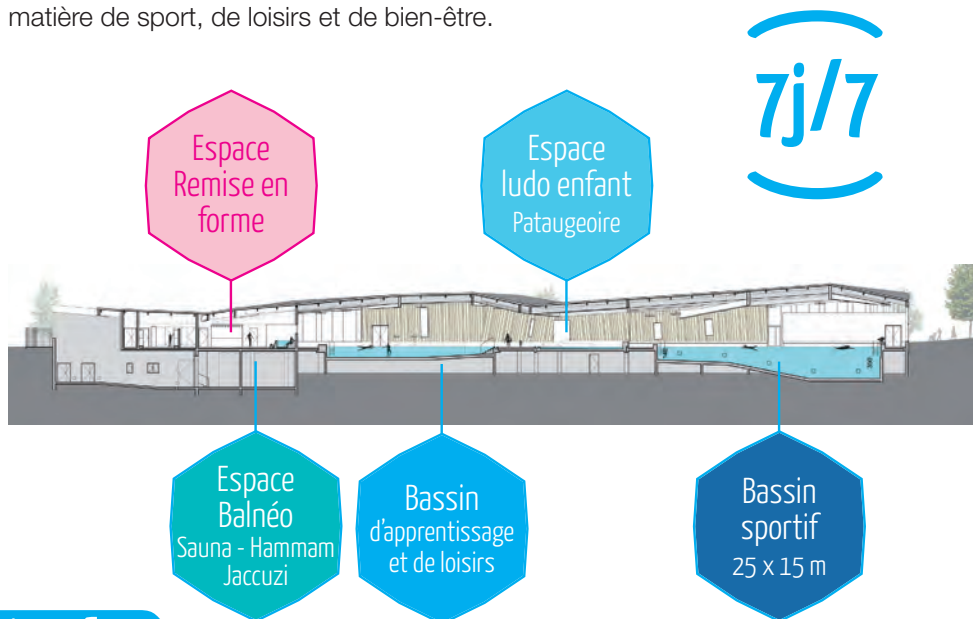 matière de sport, de loisirs et de bien-être.
7j/7
Espace
Remise en
forme
Espace
ludo enfant
Pataugeoire
Espace
Balnéo
Sauna - Hammam
Jaccuzi
Bassin
d'apprentissage
et de loisirs
Bassin
sportif
25 x 15 m